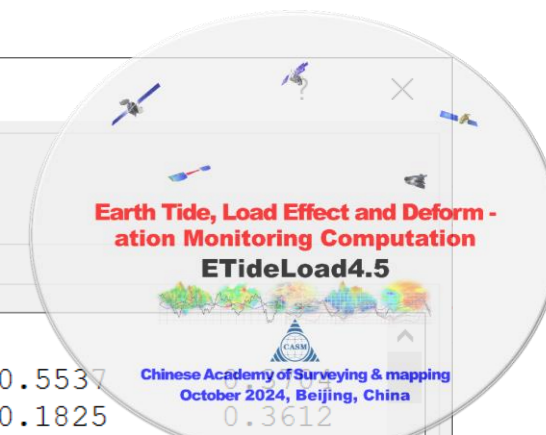 ? ×
Earth Tide, Load Effect and Deform -
ation Monitoring Computation
ETideLoad4.5
CASM
0.5537
Chinese Academy of Surveying & mapping
October 2024, Beijing, China
0.1825 0.3612